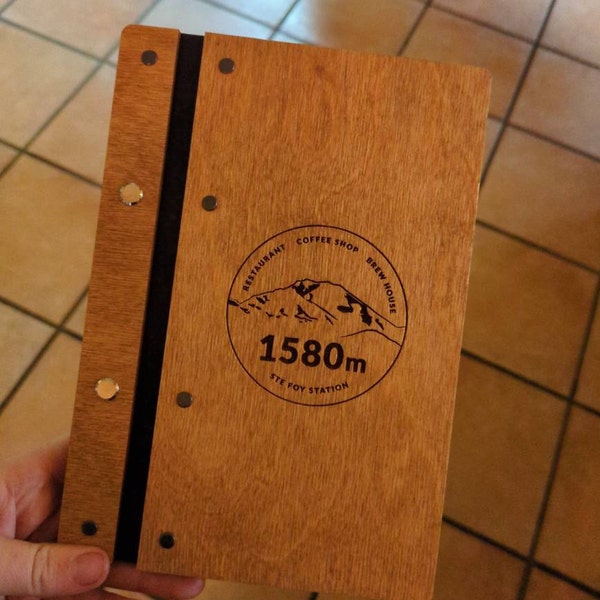 RESTAURANT COFFEE SHOP BREW HOUSE
1580m
STE FOY STATION